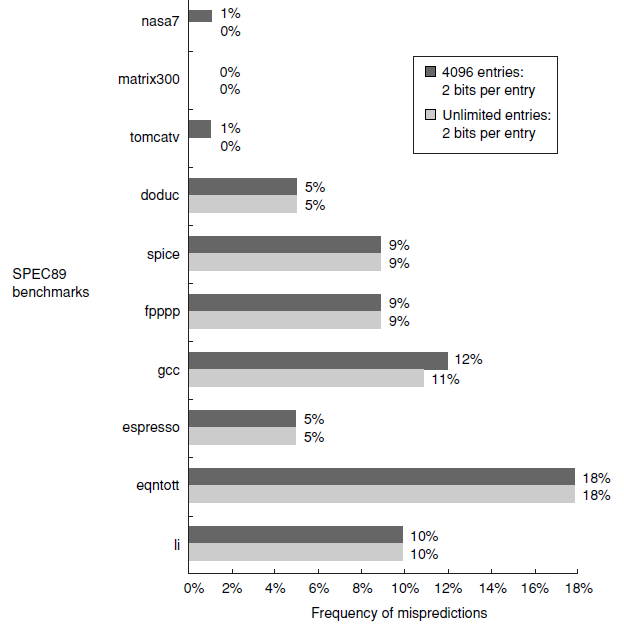 nasa7
1%
0%
matrix300
0%
0%
4096 entries:
2 bits per entry
Unlimited entries:
2 bits per entry
tomcatv
1%
0%
doduc
5%
5%
SPEC89
benchmarks
spice
9%
9%
fpppp
9%
9%
gcc
12%
11%
espresso
5%
5%
eqntott
18%
18%
li
10%
10%
0% 2% 4% 6% 8% 10% 12% 14% 16% 18%
Frequency of mispredictions